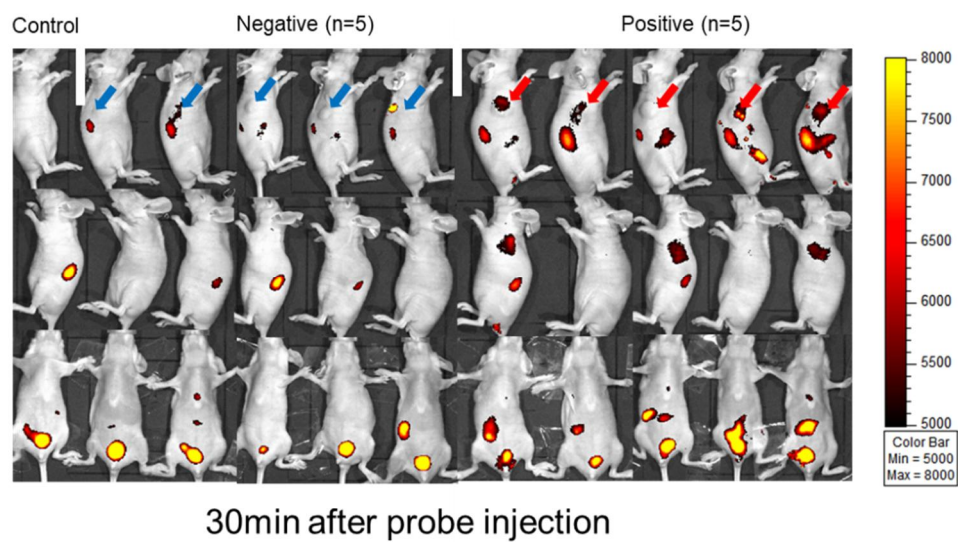 Control
Negative (n=5)
Positive (n=5)
8000
7500
7000
6500
6000
5500
5000
Color Bar
Min = 5000
Max = 8000
30min after probe injection